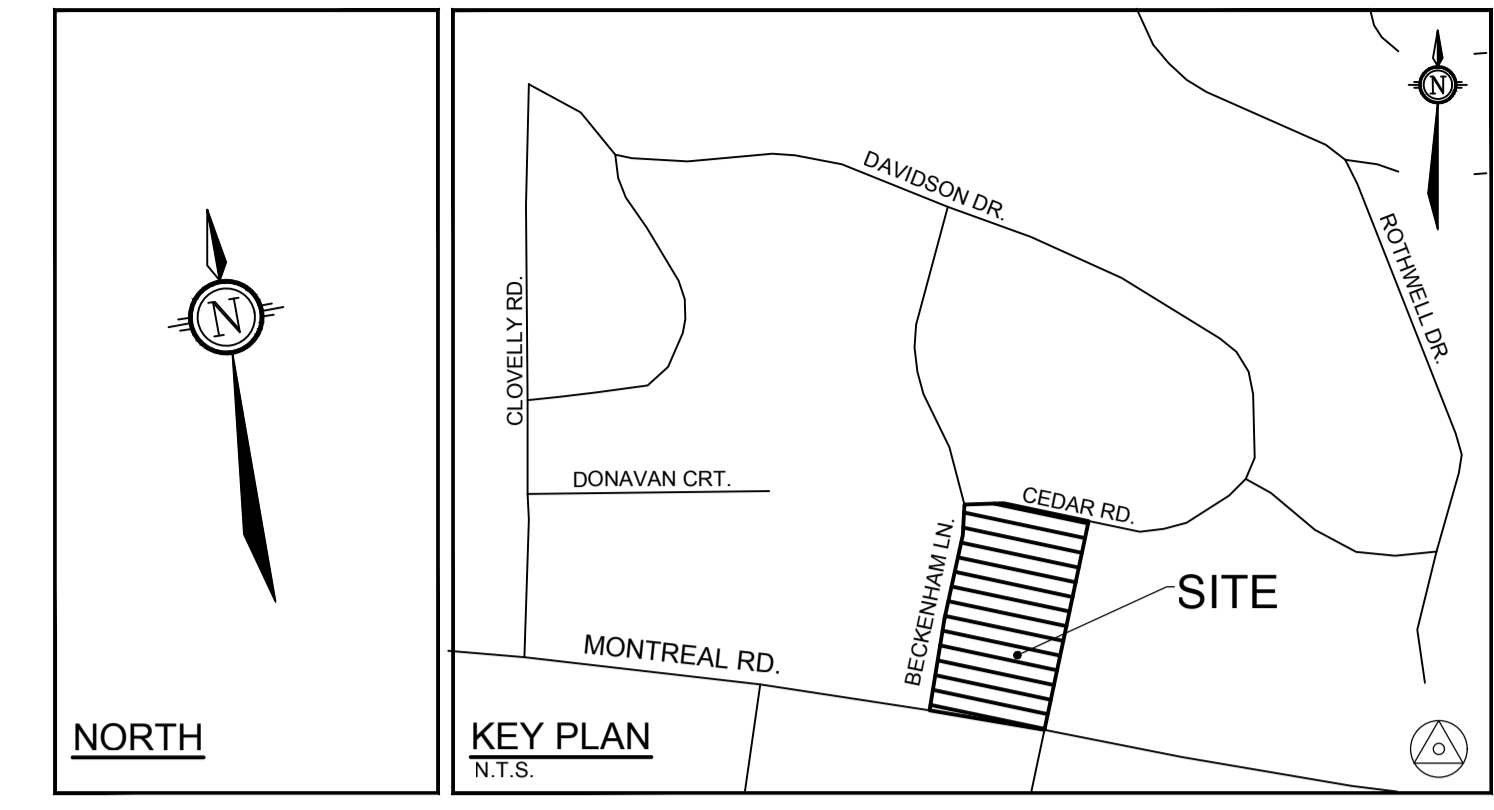 N
NORTH
N
DAVIDSON DR.
ROTHWELL DR.
CLOVELLY RD.
DONAVAN CRT.
CEDAR RD.
BECKENHAM LN.
SITE
MONTREAL RD.
KEY PLAN
N.T.S.